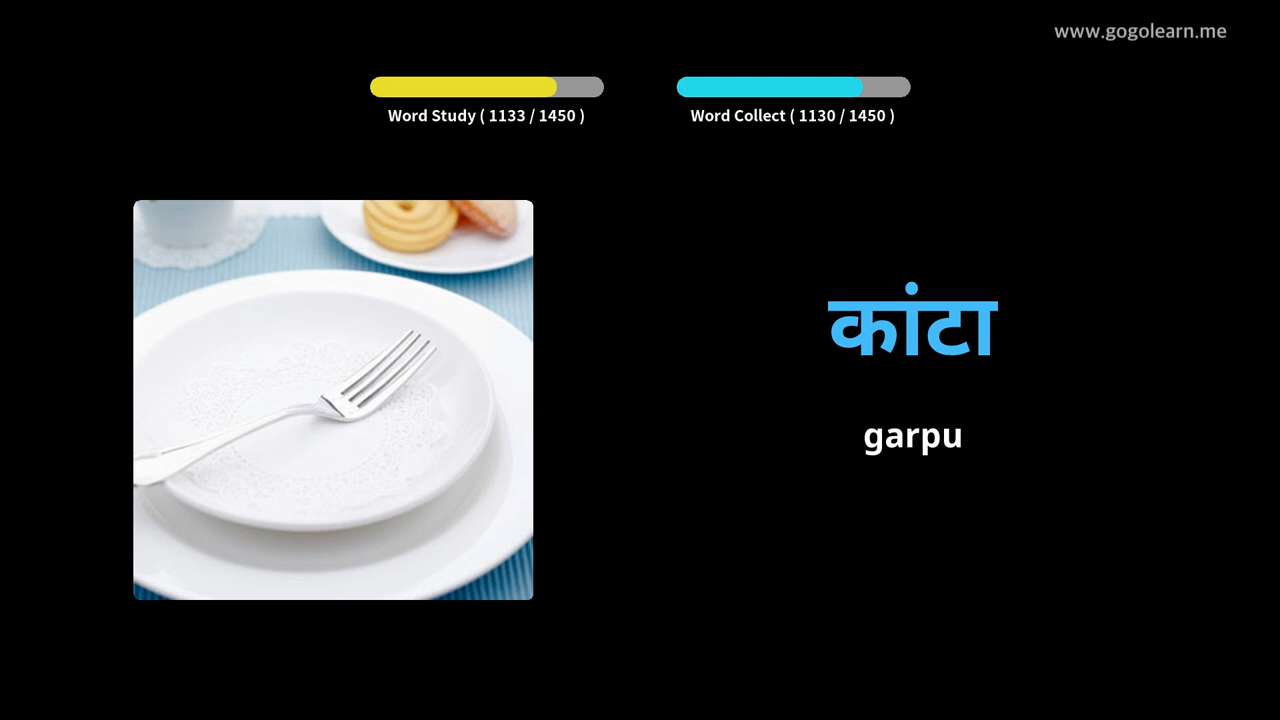 www.gogolearn.me
Word Study ( 1133 / 1450 )
Word Collect ( 1130 / 1450 )
कांटा
garpu